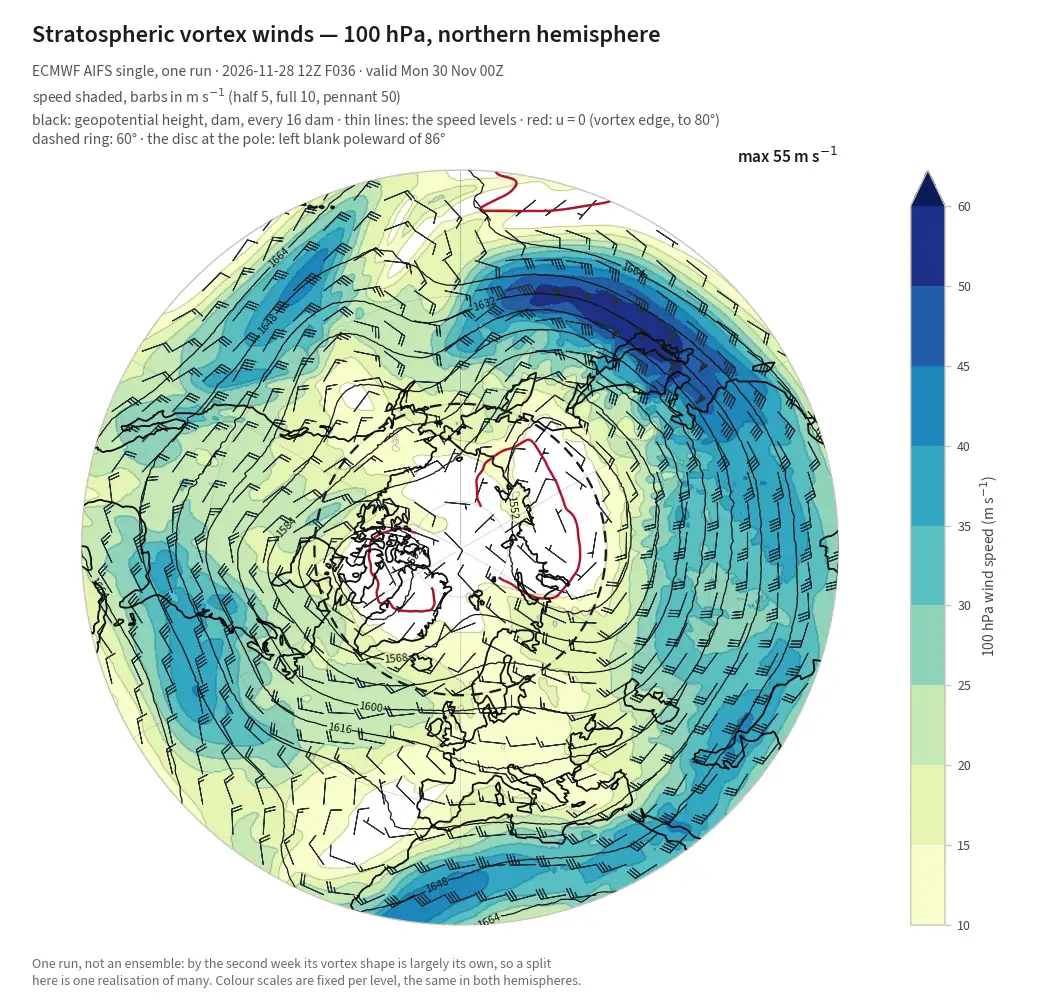 Stratospheric vortex winds — 100 hPa, northern hemisphere
ECMWF AIFS single, one run · 2026-11-28 12Z F036 · valid Mon 30 Nov 00Z
speed shaded, barbs in m s⁻¹ (half 5, full 10, pennant 50)
black: geopotential height, dam, every 16 dam · thin lines: the speed levels · red: u = 0 (vortex edge, to 80°)
dashed ring: 60° · the disc at the pole: left blank poleward of 86°
max 55 m s⁻¹
60
50
45
40
35
30
25
20
15
10
100 hPa wind speed (m s⁻¹)
1664
1648
1632
1552
1584
1568
1600
1616
1648
1664
One run, not an ensemble: by the second week its vortex shape is largely its own, so a split
here is one realisation of many. Colour scales are fixed per level, the same in both hemispheres.